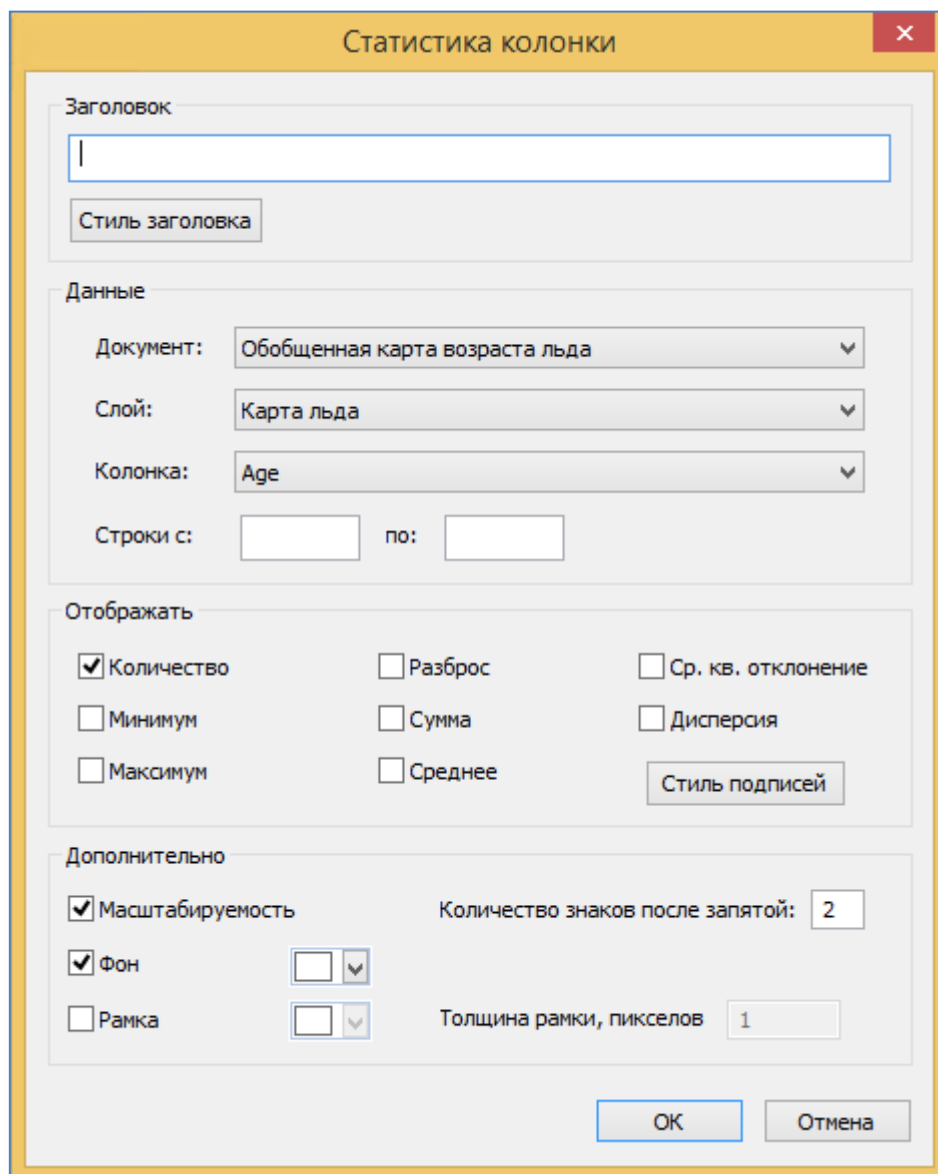 Статистика колонки
Заголовок
Стиль заголовка
Данные
Документ: Обобщенная карта возраста льда
Слой: Карта льда
Колонка: Age
Строки с: по:
Отображать
Количество Разброс Ср. кв. отклонение
Минимум Сумма Дисперсия
Максимум Среднее Стиль подписей
Дополнительно
Масштабируемость Количество знаков после запятой: 2
Фон
Рамка Толщина рамки, пикселов 1
ОК Отмена